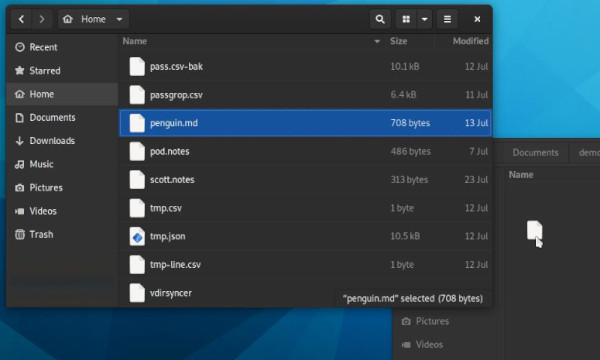 Home
Name Size Modified
Recent
Starred
Home
Documents
Downloads
Music
Pictures
Videos
Trash
pass.csv-bak 10.1 kB 12 Jul
passgrop.csv 6.4 kB 11 Jul
penguin.md 708 bytes 13 Jul
pod.notes 486 bytes 7 Jul
scott.notes 313 bytes 23 Jul
tmp.csv 1 byte 12 Jul
tmp.json 10.5 kB 12 Jul
tmp-line.csv 1 byte 12 Jul
vdirsyncer
"penguin.md" selected (708 bytes)
Documents demo
Name
Pictures
Videos